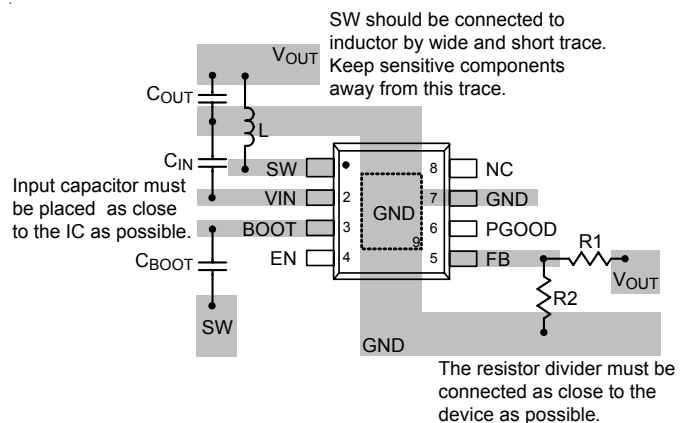 SW should be connected to
inductor by wide and short trace.
Keep sensitive components
away from this trace.
VOUT
COUT
L
CIN
SW
8
NC
Input capacitor must
be placed as close
to the IC as possible.
VIN
2
GND
7
GND
BOOT
3
6
PGOOD
9
EN
4
5
FB
R1
CBOOT
VOUT
R2
SW
GND
The resistor divider must be
connected as close to the
device as possible.